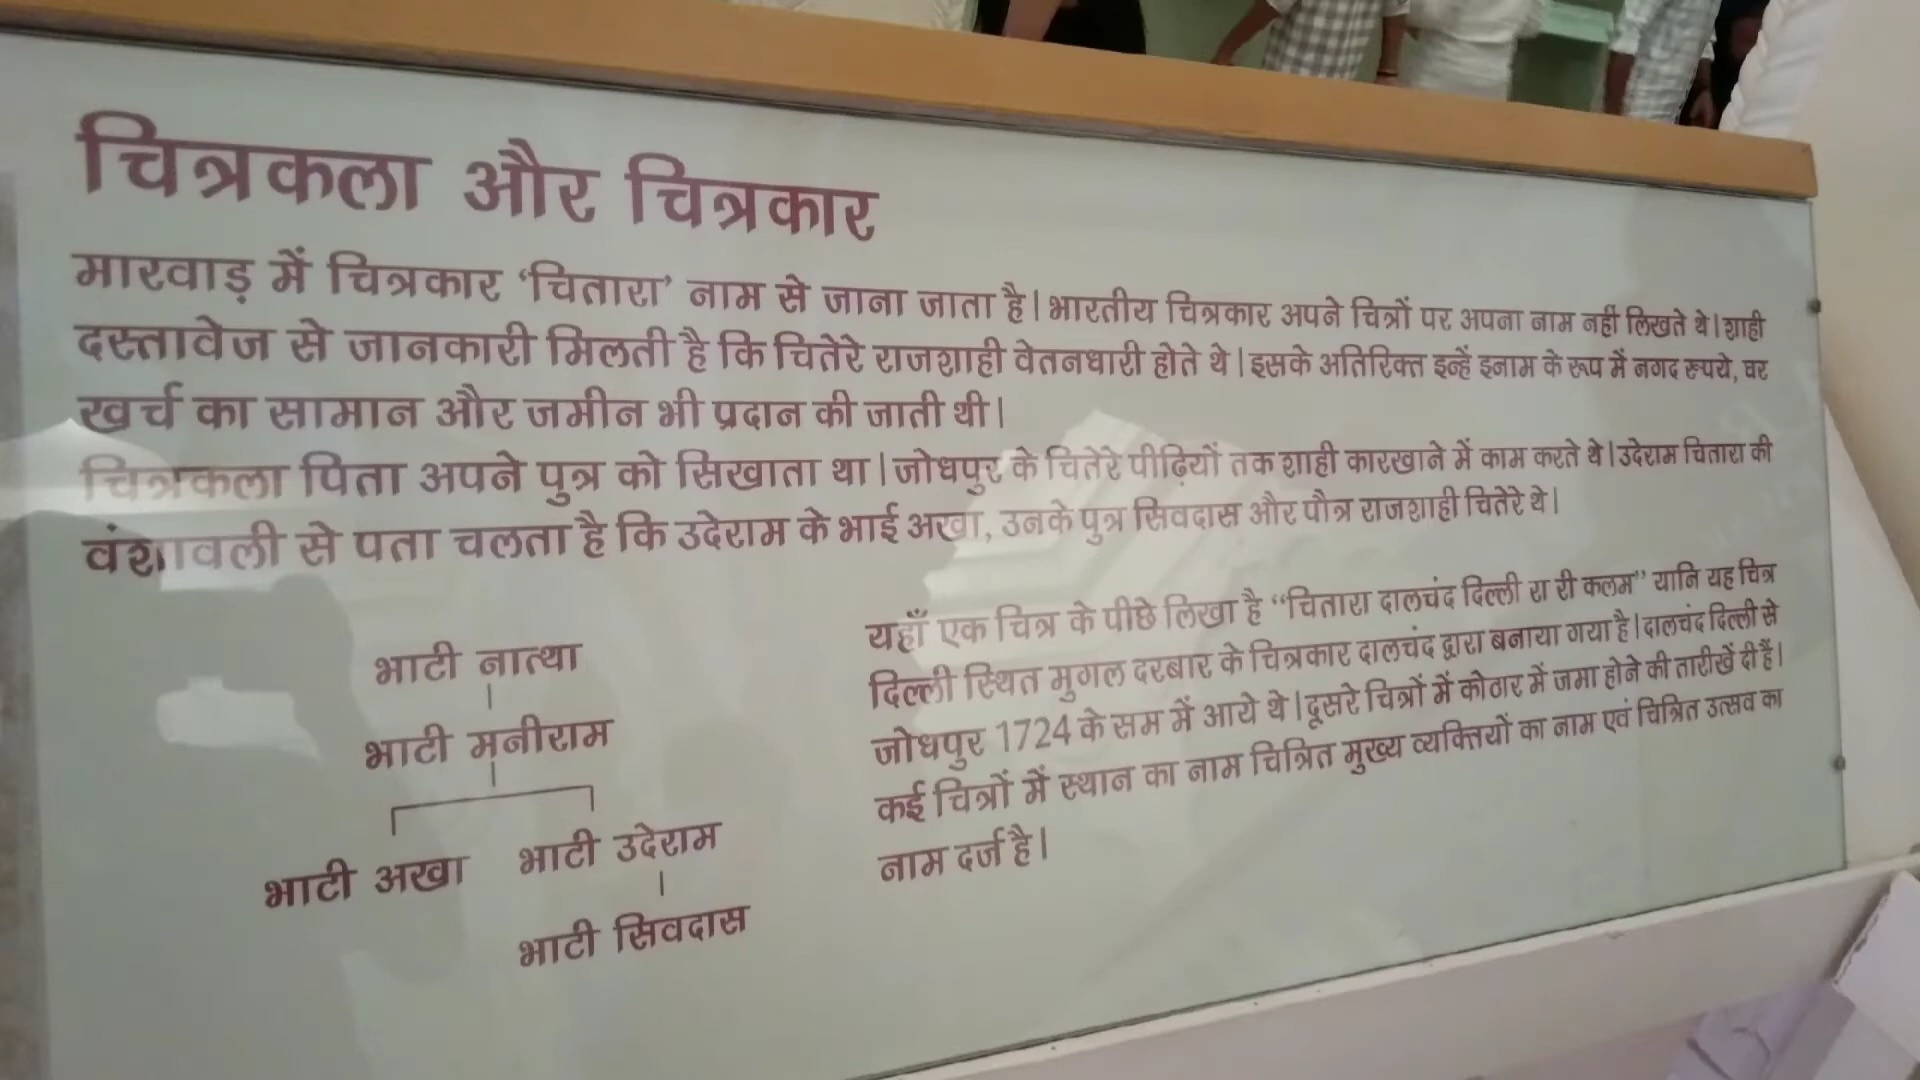 चित्रकला और चित्रकार
मारवाड़ में चित्रकार ‘चितारा’ नाम से जाना जाता है। भारतीय चित्रकार अपने चित्रों पर अपना नाम नहीं लिखते थे। शाही
दस्तावेज से जानकारी मिलती है कि चितेरे राजशाही वेतनधारी होते थे। इसके अतिरिक्त इन्हें इनाम के रूप में नगद रूपये, घर
खर्च का सामान और जमीन भी प्रदान की जाती थी।
चित्रकला पिता अपने पुत्र को सिखाता था। जोधपुर के चितेरे पीढ़ियों तक शाही कारखाने में काम करते थे। उदेराम चितारा की
वंशावली से पता चलता है कि उदेराम के भाई अखा, उनके पुत्र सिवदास और पौत्र राजशाही चितेरे थे।
भाटी नात्था
भाटी मनीराम
भाटी अखा भाटी उदेराम
भाटी सिवदास
यहाँ एक चित्र के पीछे लिखा है “चितारा दालचंद दिल्ली रा री कलम” यानि यह चित्र
दिल्ली स्थित मुगल दरबार के चित्रकार दालचंद द्वारा बनाया गया है। दालचंद दिल्ली से
जोधपुर 1724 के सम में आये थे। दूसरे चित्रों में कोठार में जमा होने की तारीखें दी हैं।
कई चित्रों में स्थान का नाम चित्रित मुख्य व्यक्तियों का नाम एवं चित्रित उत्सव का
नाम दर्ज है।